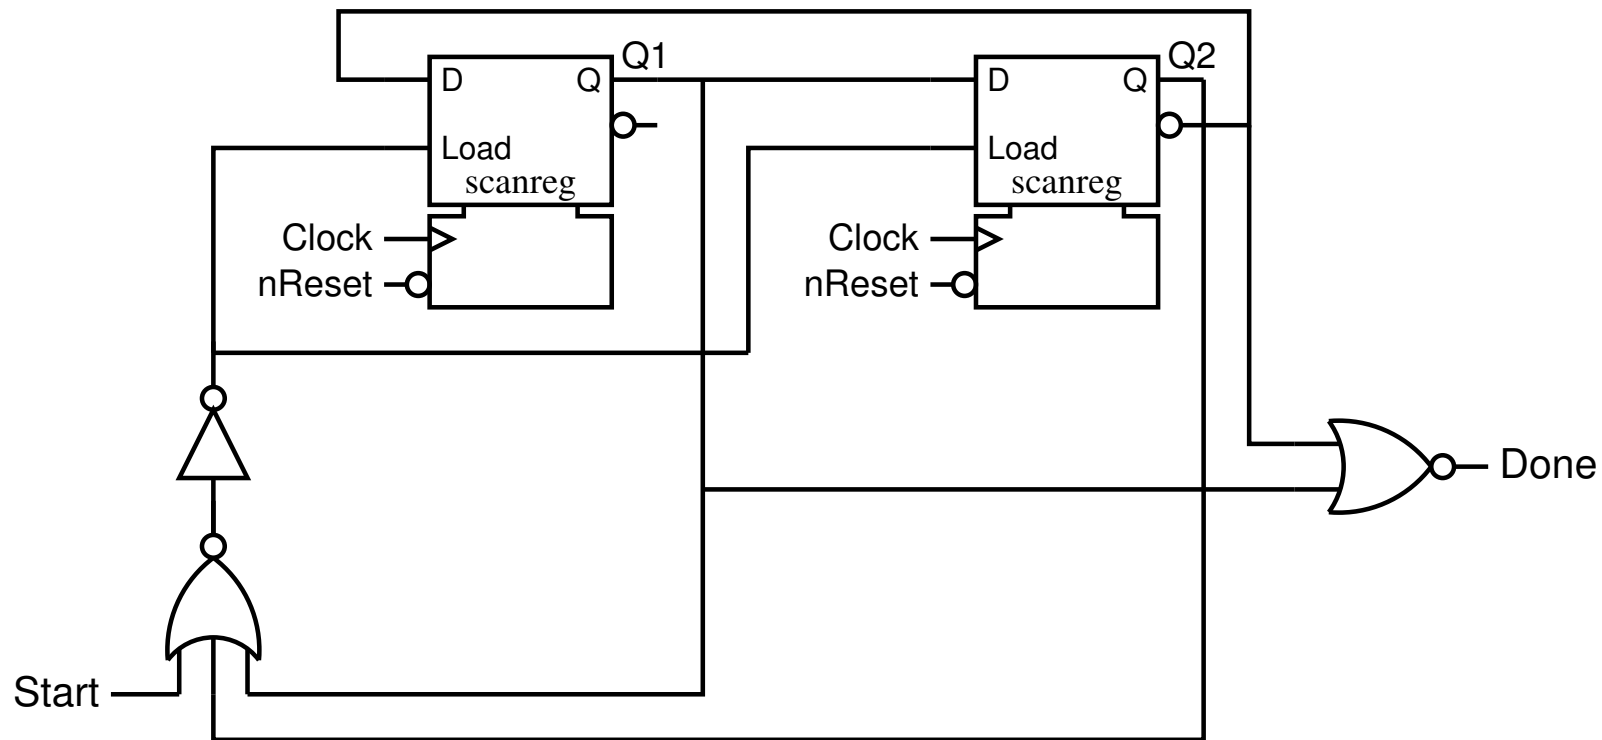 Q1
Q2
D Q
D Q
Load
scanreg
Load
scanreg
Clock
nReset
Clock
nReset
Done
Start